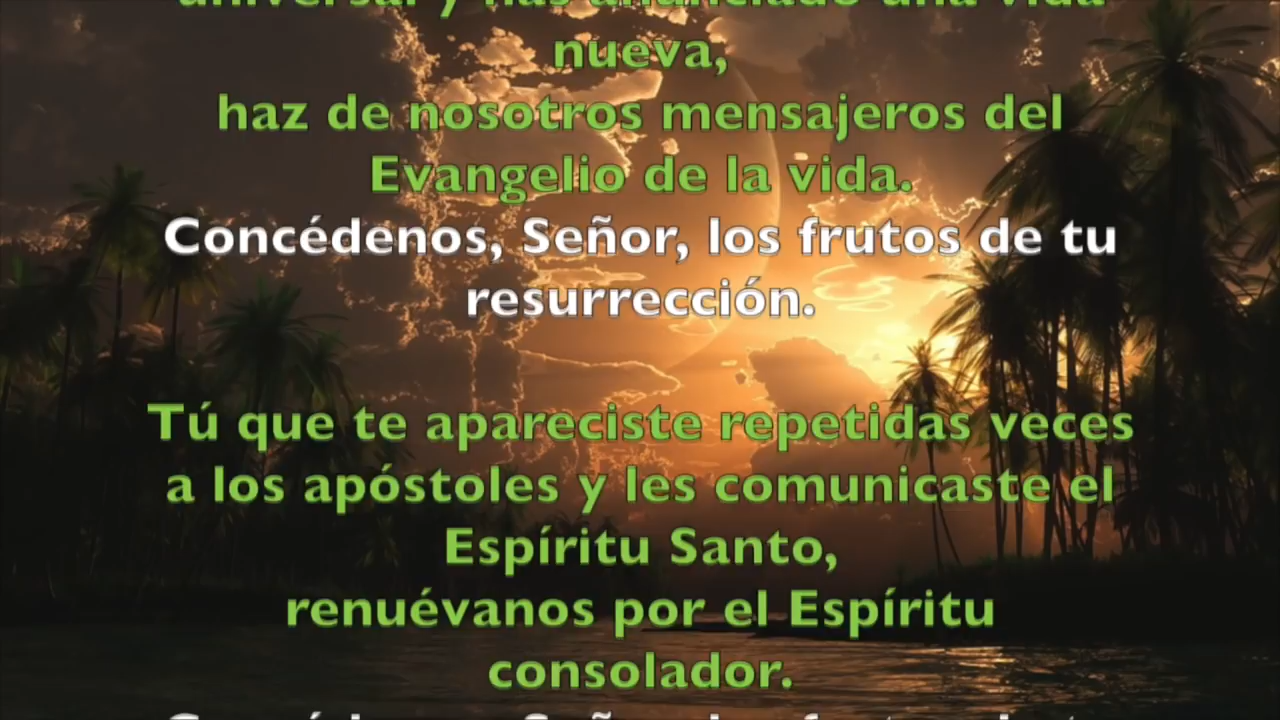 universal y has anunciado una vida
nueva,
haz de nosotros mensajeros del
Evangelio de la vida.
Concédenos, Señor, los frutos de tu
resurrección.
Tú que te apareciste repetidas veces
a los apóstoles y les comunicaste el
Espíritu Santo,
renuévanos por el Espíritu
consolador.